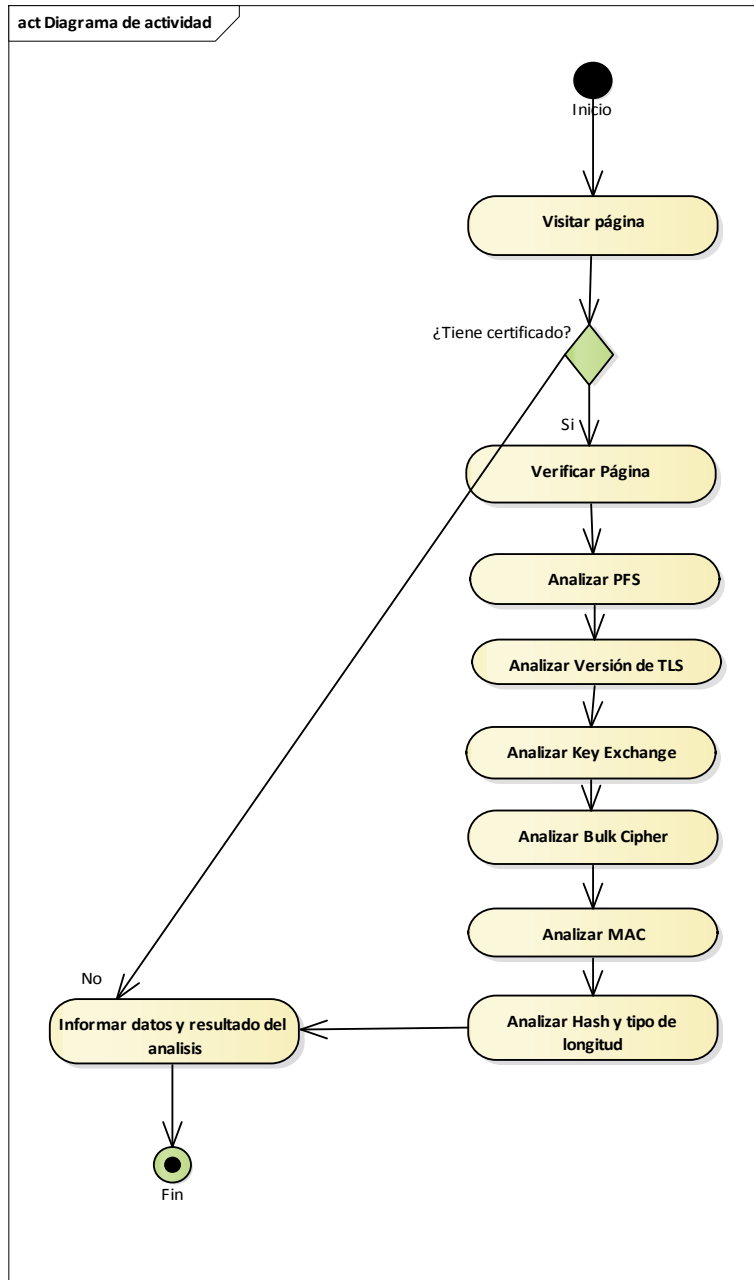 act Diagrama de actividad
Inicio
Visitar página
¿Tiene certificado?
Si
Verificar Página
Analizar PFS
Analizar Versión de TLS
Analizar Key Exchange
Analizar Bulk Cipher
Analizar MAC
No
Informar datos y resultado del
analisis
Analizar Hash y tipo de
longitud
Fin